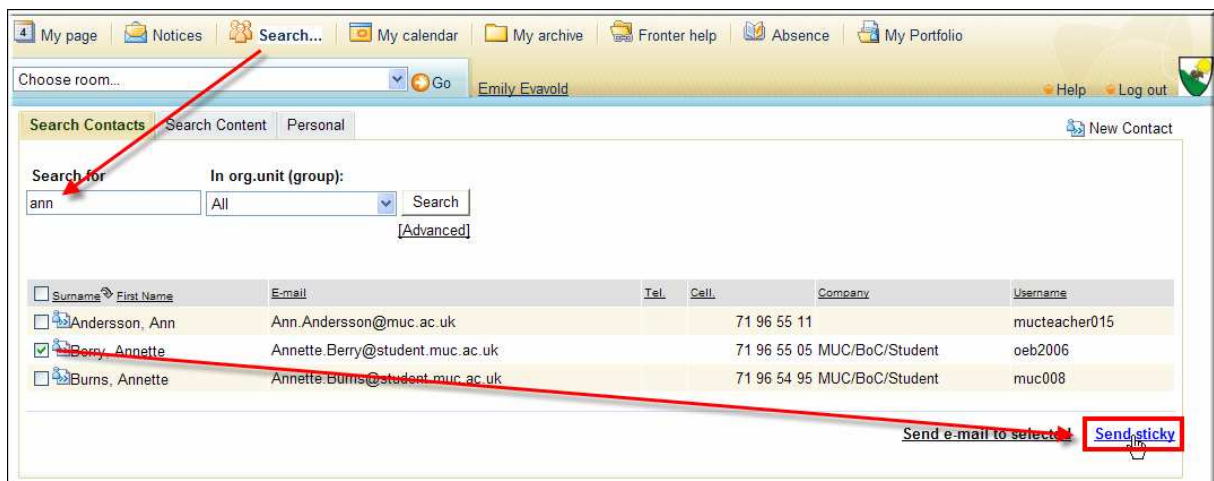 4 My page Notices Search... My calendar My archive Fronter help Absence My Portfolio
Choose room... Go Emily Evavold Help Log out
Search Contacts Search Content Personal New Contact
Search for In org.unit (group):
ann All Search
[Advanced]
Surname First Name E-mail Tel. Cell. Company Username
Andersson, Ann Ann.Andersson@muc.ac.uk 71 96 55 11 mucteacher015
Berry, Annette Annette.Berry@student.muc.ac.uk 71 96 55 05 MUC/BoC/Student oeb2006
Burns, Annette Annette.Burns@student.muc.ac.uk 71 96 54 95 MUC/BoC/Student muc008
Send e-mail to selected Send sticky